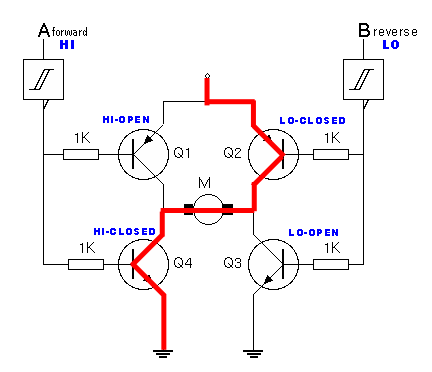 A forward
HI
B reverse
LO
HI-OPEN
LO-CLOSED
1K
Q1
Q2
1K
M
HI-CLOSED
LO-OPEN
1K
Q4
Q3
1K